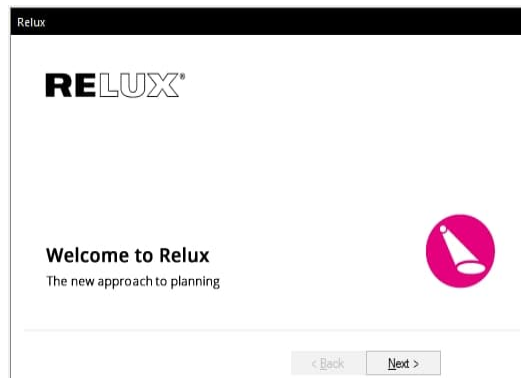 Relux
RELUX®
Welcome to Relux
The new approach to planning
< Back
Next >